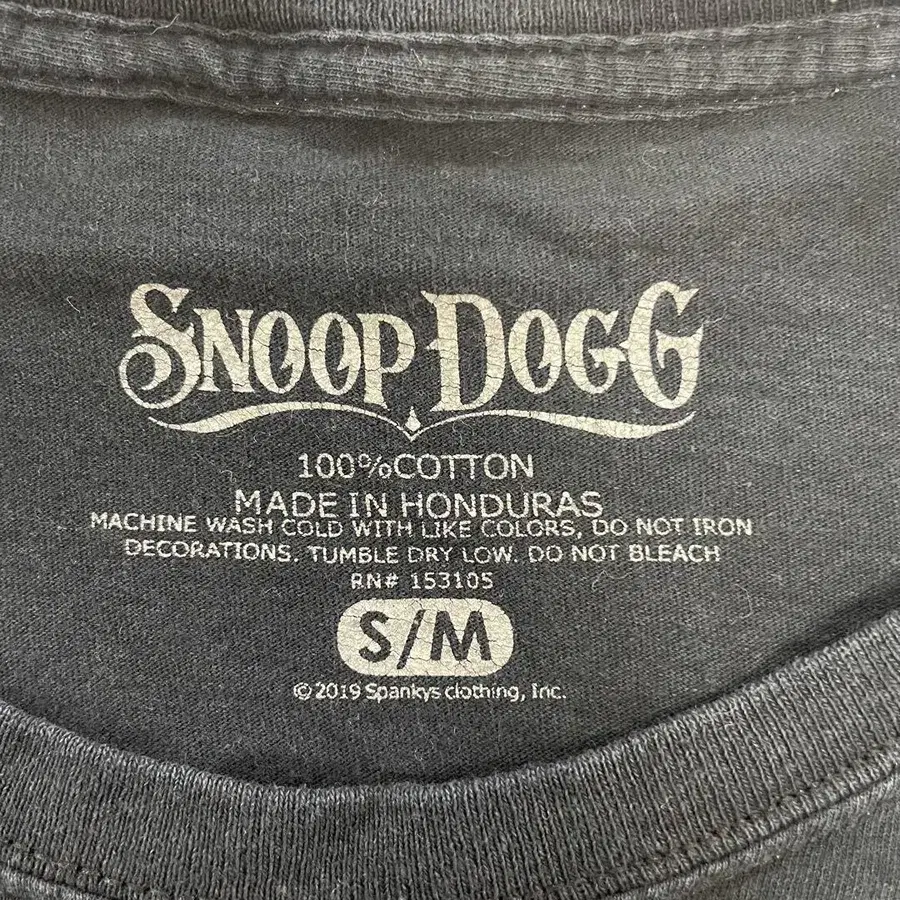 SNOOP DOGG
100%COTTON
MADE IN HONDURAS
MACHINE WASH COLD WITH LIKE COLORS, DO NOT IRON
DECORATIONS. TUMBLE DRY LOW. DO NOT BLEACH
RN# 153105
S/M
© 2019 Spankys clothing, Inc.